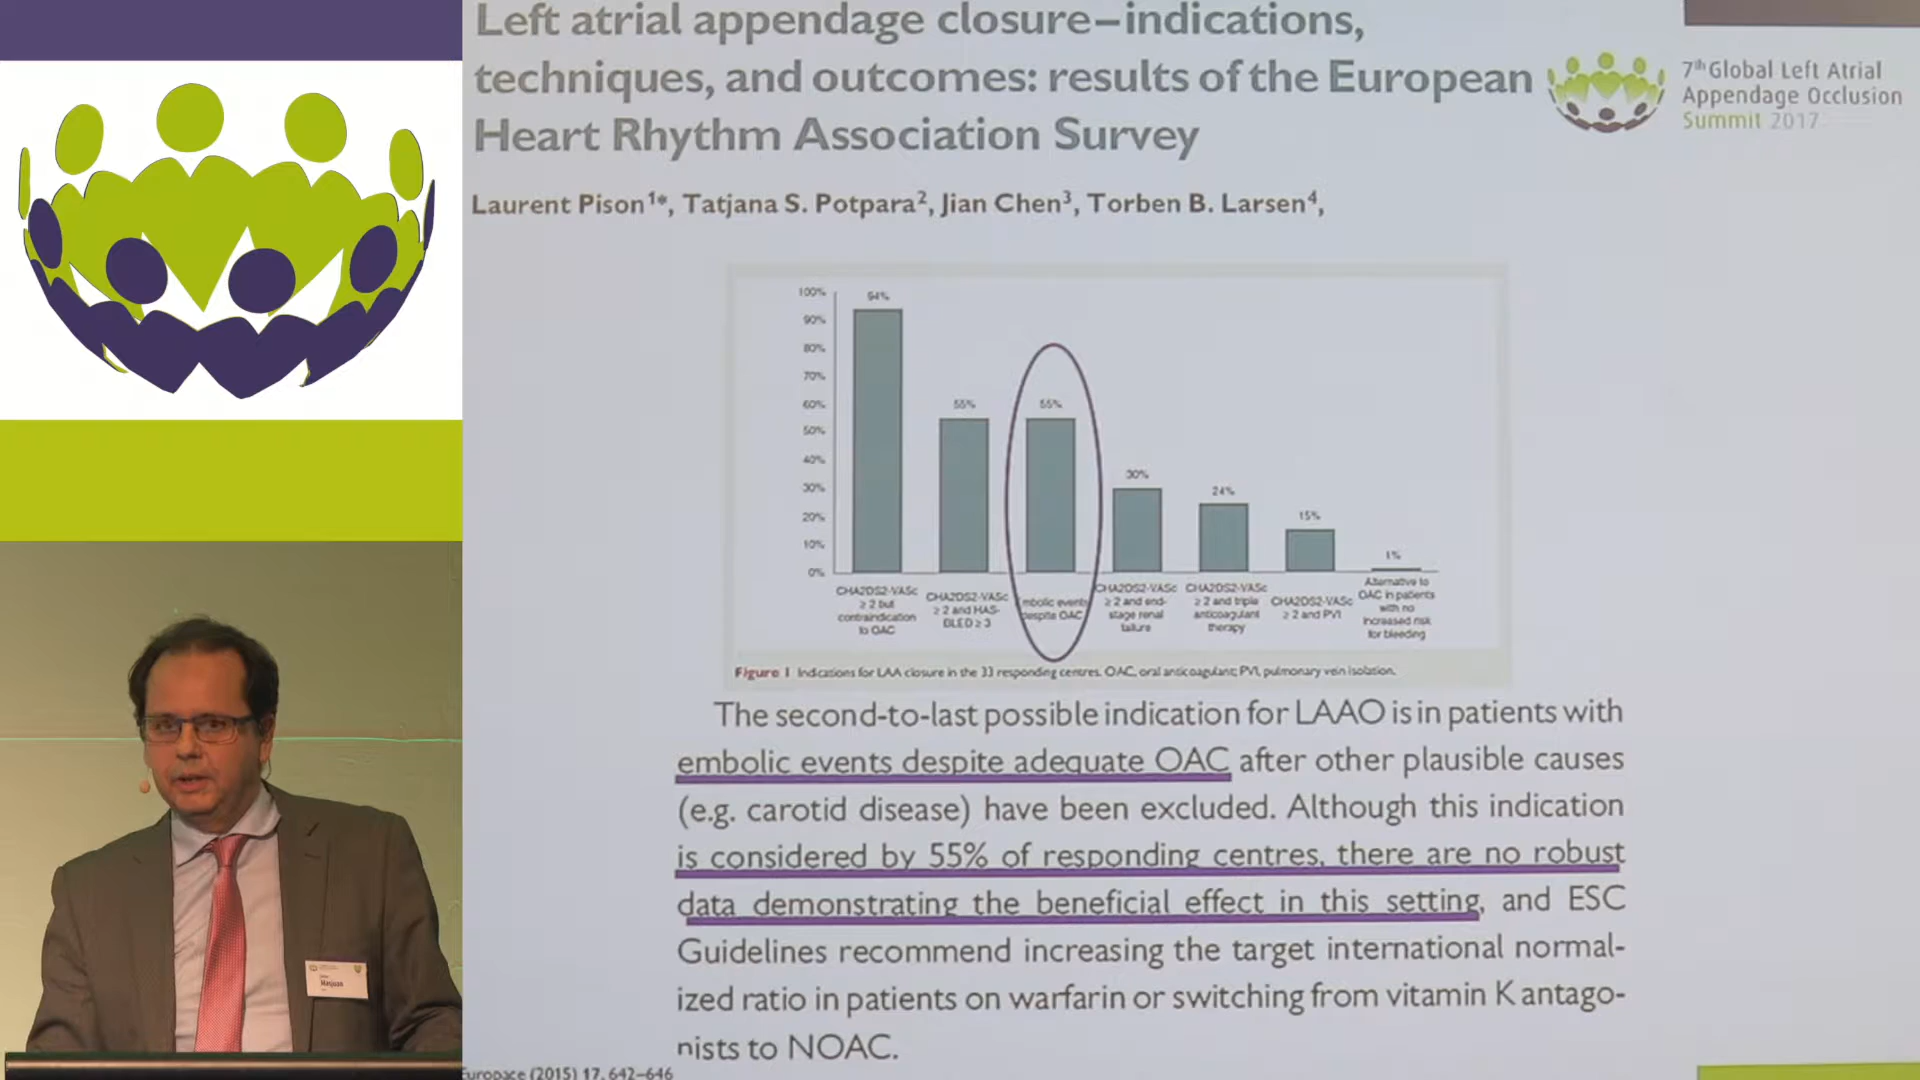 Left atrial appendage closure–indications,
techniques, and outcomes: results of the European
Heart Rhythm Association Survey
7th Global Left Atrial
Appendage Occlusion
Summit 2017
Laurent Pison1*, Tatjana S. Potpara2, Jian Chen3, Torben B. Larsen4,
100%
90%
80%
70%
60%
50%
40%
30%
20%
10%
0%
94%
55%
55%
30%
24%
15%
1%
CHA2DS2-VASc
≥ 2 but
contraindication
to OAC
CHA2DS2-VASc
≥ 2 and HAS-
BLED ≥ 3
mbolic events
despite OAC
CHA2DS2-VASc
≥ 2 and end-
stage renal
failure
CHA2DS2-VASc
≥ 2 and triple
anticoagulant
therapy
CHA2DS2-VASc
≥ 2 and PVI
Alternative to
OAC in patients
with no
increased risk
for bleeding
Figure 1 Indications for LAA closure in the 33 responding centres. OAC, oral anticoagulant; PVI, pulmonary vein isolation.
The second-to-last possible indication for LAAO is in patients with
embolic events despite adequate OAC after other plausible causes
(e.g. carotid disease) have been excluded. Although this indication
is considered by 55% of responding centres, there are no robust
data demonstrating the beneficial effect in this setting, and ESC
Guidelines recommend increasing the target international normal-
ized ratio in patients on warfarin or switching from vitamin K antago-
nists to NOAC.
Europace (2015) 17, 642–646